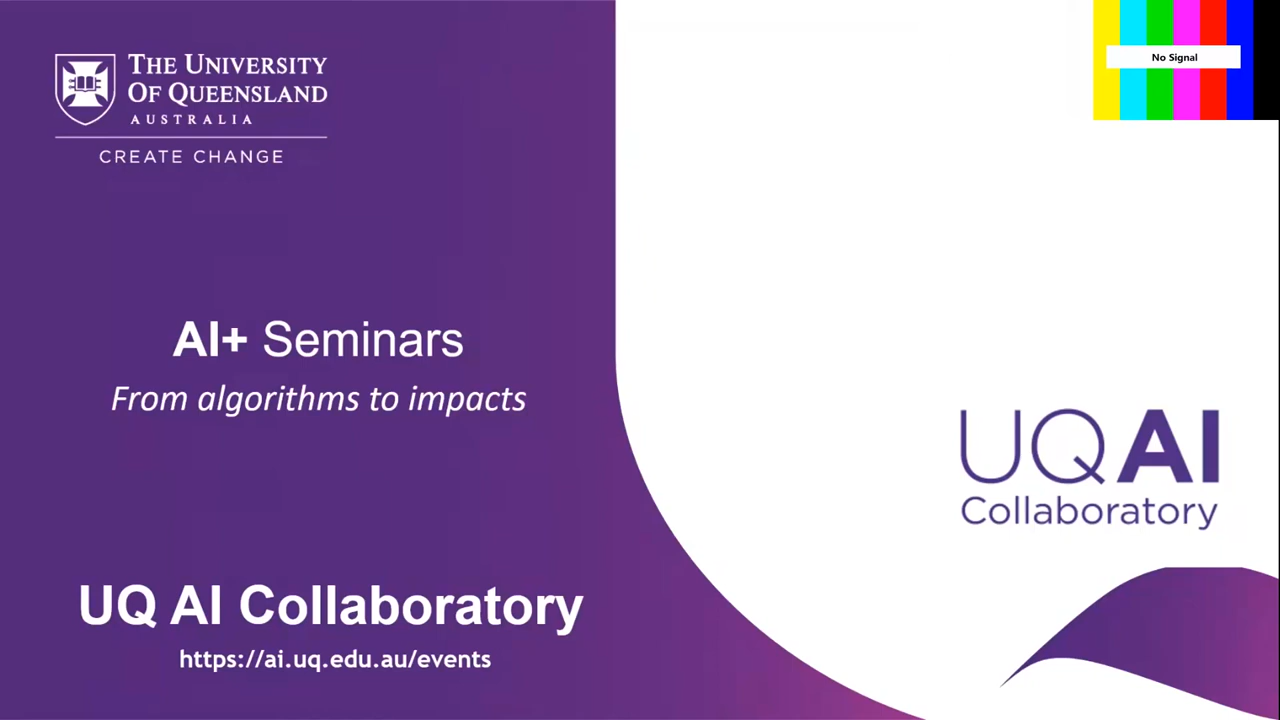 THE UNIVERSITY
OF QUEENSLAND
AUSTRALIA
CREATE CHANGE
No Signal
AI+ Seminars
From algorithms to impacts
UQ AI
Collaboratory
UQ AI Collaboratory
https://ai.uq.edu.au/events